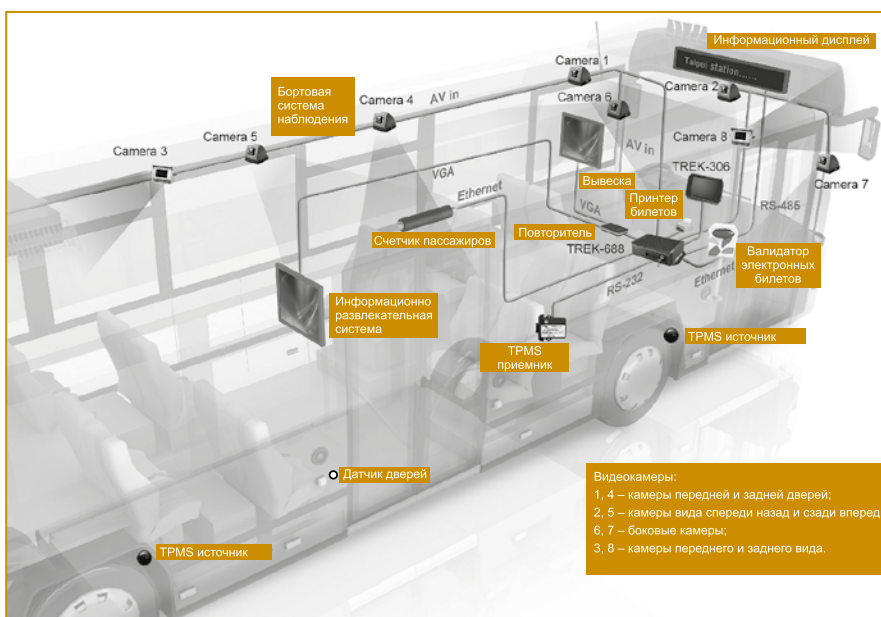 Информационный дисплей
Taipei station......
Camera 1
Camera 2
Бортовая
система
наблюдения
Camera 4
AV in
Camera 6
Camera 5
Camera 8
Camera 3
AV in
TREK-306
Camera 7
VGA
Вывеска
Ethernet
Принтер
билетов
VGA
RS-485
Счетчик пассажиров
Повторитель
TREK-688
Валидатор
электронных
билетов
RS-232
Ethernet
Информационно
развлекательная
система
TPMS источник
TPMS
приемник
Датчик дверей
TPMS источник
Видеокамеры:
1, 4 – камеры передней и задней дверей;
2, 5 – камеры вида спереди назад и сзади вперед
6, 7 – боковые камеры;
3, 8 – камеры переднего и заднего вида.